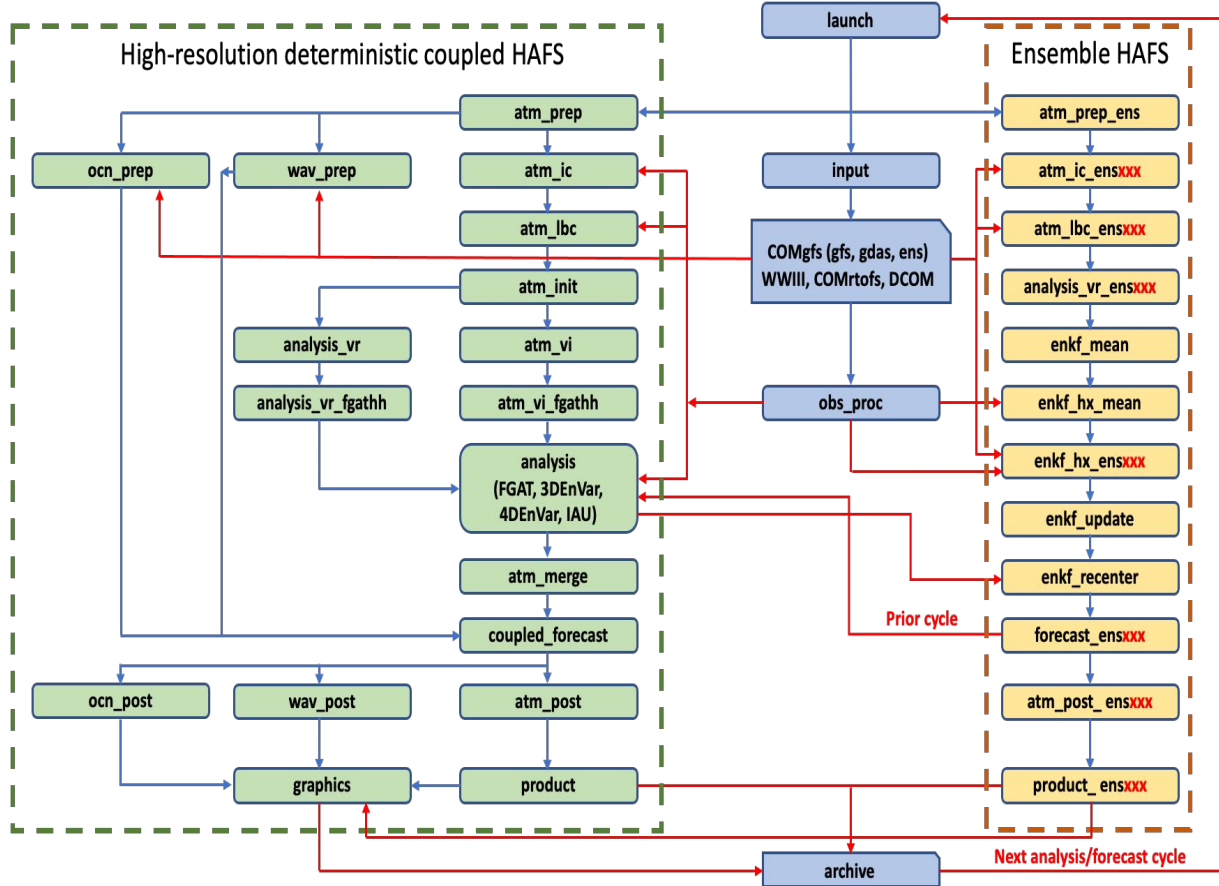 launch
High-resolution deterministic coupled HAFS
Ensemble HAFS
atm_prep
atm_prep_ens
ocn_prep
wav_prep
atm_ic
input
atm_ic_ensxxx
atm_lbc
atm_lbc_ensxxx
COMgfs (gfs, gdas, ens)
WWIII, COMrtofs, DCOM
atm_init
analysis_vr_ensxxx
analysis_vr
atm_vi
enkf_mean
analysis_vr_fgathh
atm_vi_fgathh
obs_proc
enkf_hx_mean
analysis
(FGAT, 3DEnVar,
4DEnVar, IAU)
enkf_hx_ensxxx
enkf_update
atm_merge
enkf_recenter
Prior cycle
coupled_forecast
forecast_ensxxx
ocn_post
wav_post
atm_post
atm_post_ensxxx
graphics
product
product_ensxxx
archive
Next analysis/forecast cycle